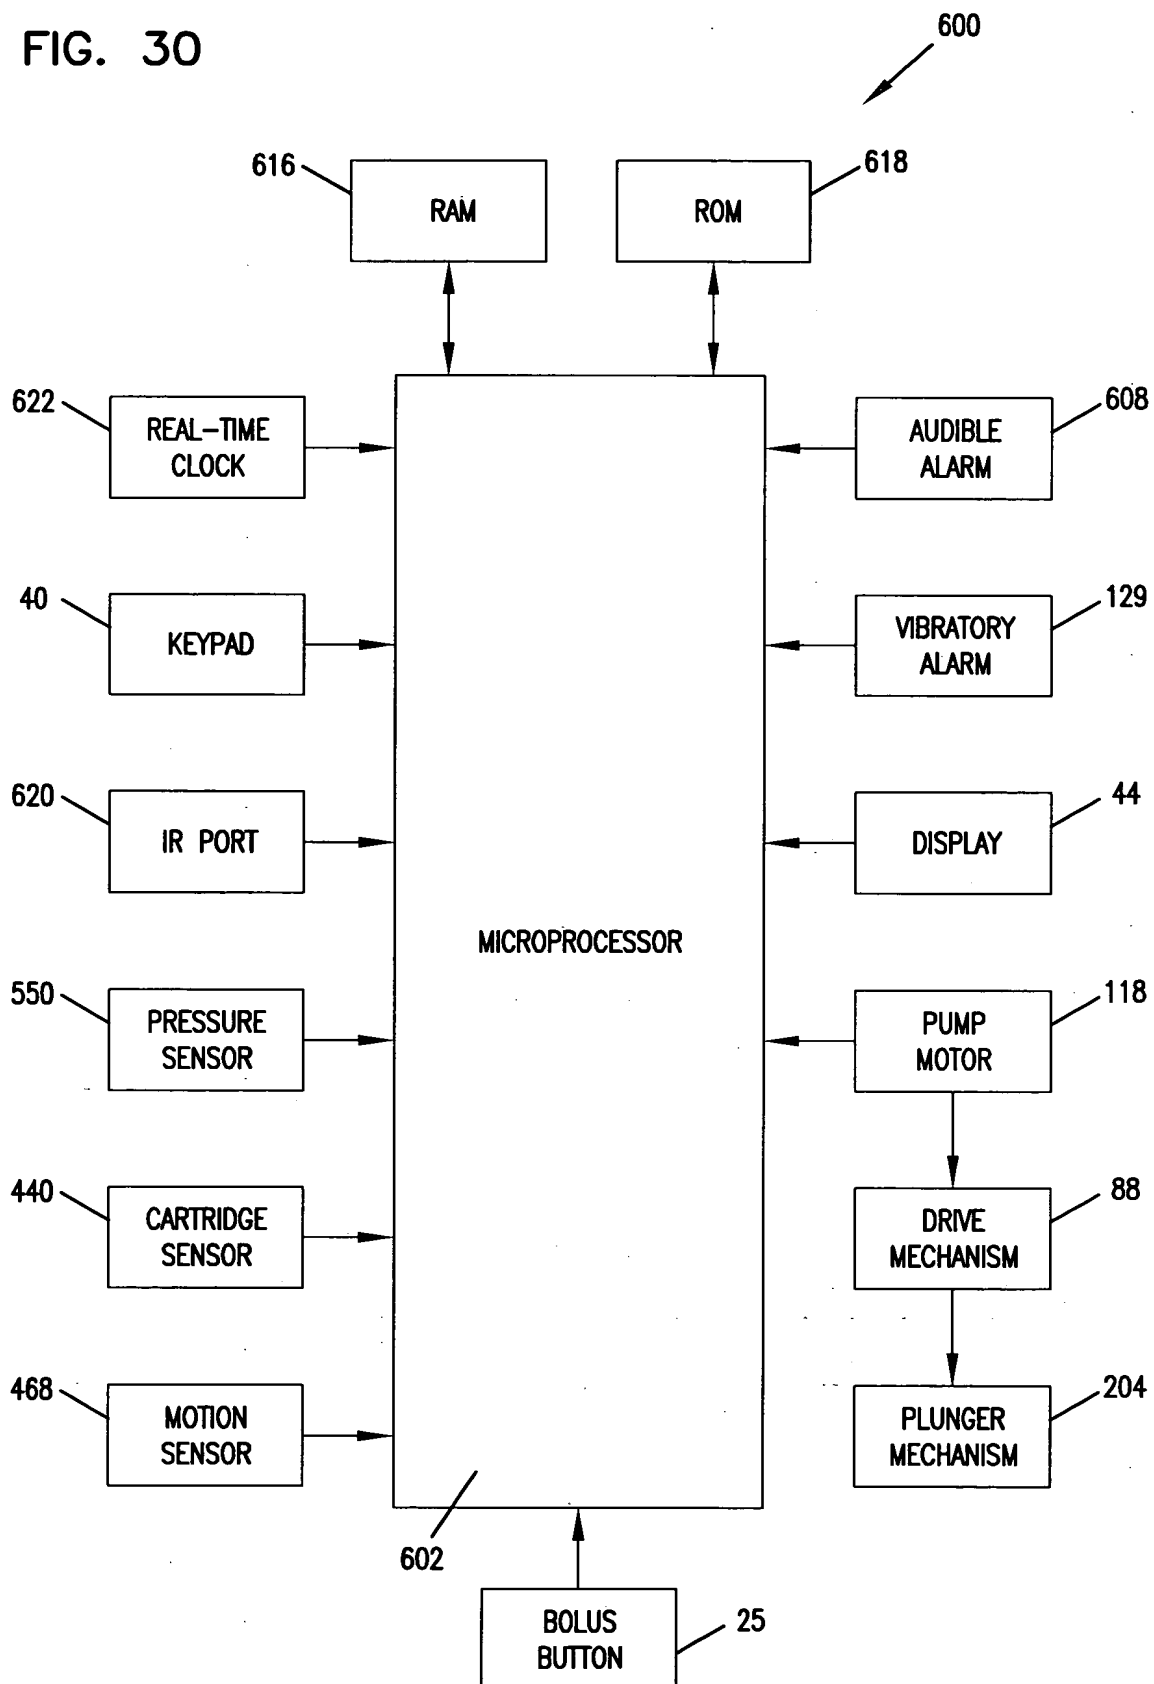 FIG. 30
600
616
RAM
618
ROM
622
REAL-TIME
CLOCK
608
AUDIBLE
ALARM
40
KEYPAD
129
VIBRATORY
ALARM
620
IR PORT
44
DISPLAY
MICROPROCESSOR
550
PRESSURE
SENSOR
118
PUMP
MOTOR
440
CARTRIDGE
SENSOR
88
DRIVE
MECHANISM
468
MOTION
SENSOR
204
PLUNGER
MECHANISM
602
25
BOLUS
BUTTON